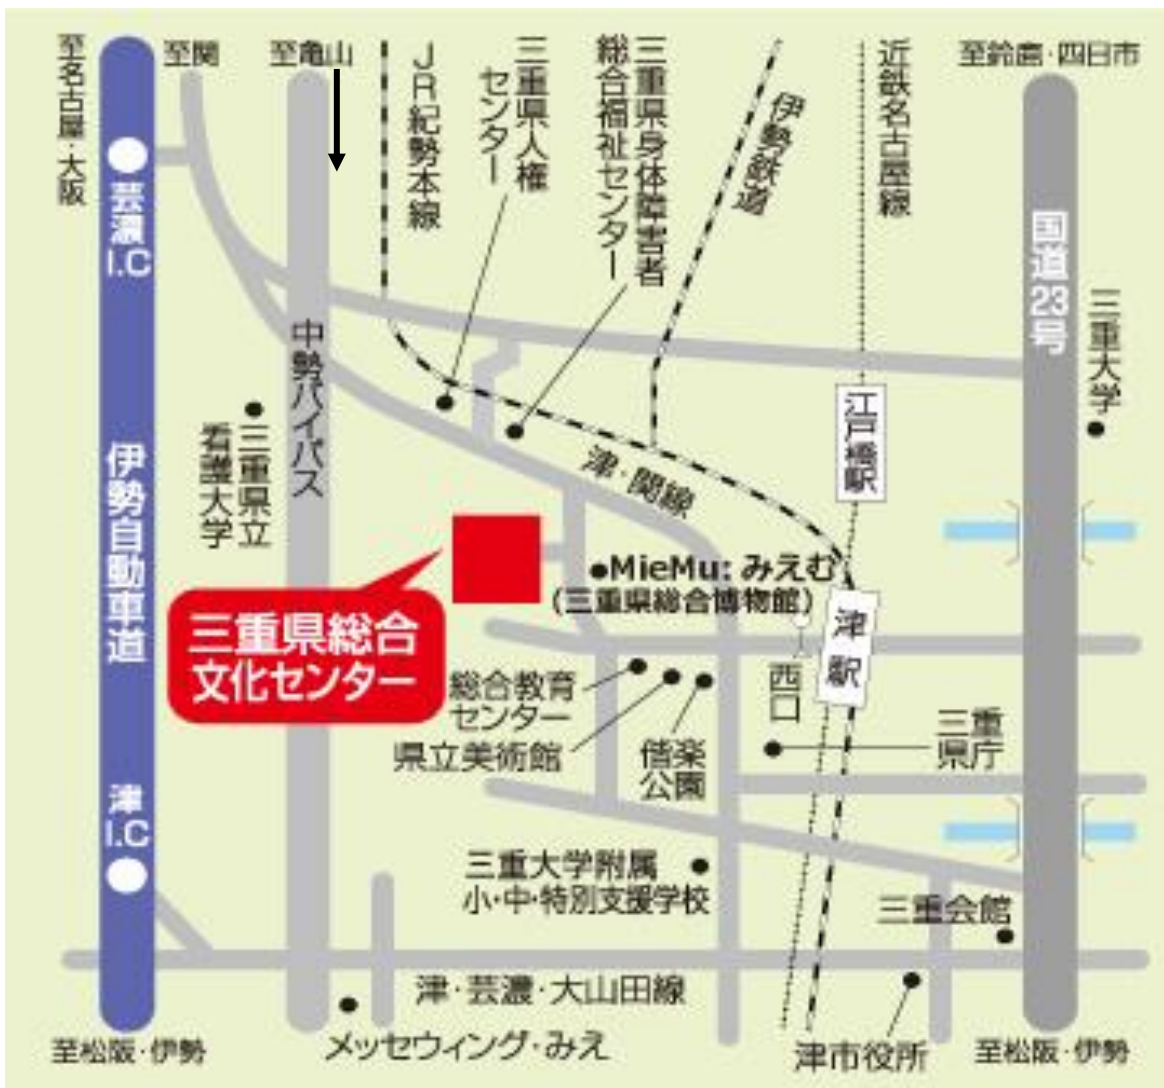 至名古屋・大阪
至関
至亀山
JR紀勢本線
三重県人権
センター
三重県身体障害者
総合福祉センター
伊勢鉄道
近鉄名古屋線
至鈴鹿・四日市
芸濃
I.C
国道23号
三重大学
中勢バイパス
江戸橋駅
三重県立
看護大学
伊勢自動車道
津・関線
MieMu: みえむ
(三重県総合博物館)
三重県総合
文化センター
津駅
西口
総合教育
センター
県立美術館
偕楽
公園
三重
県庁
津
I.C
三重大学附属
小・中・特別支援学校
三重会館
津・芸濃・大山田線
メッセウィング・みえ
津市役所
至松阪・伊勢
至松阪・伊勢